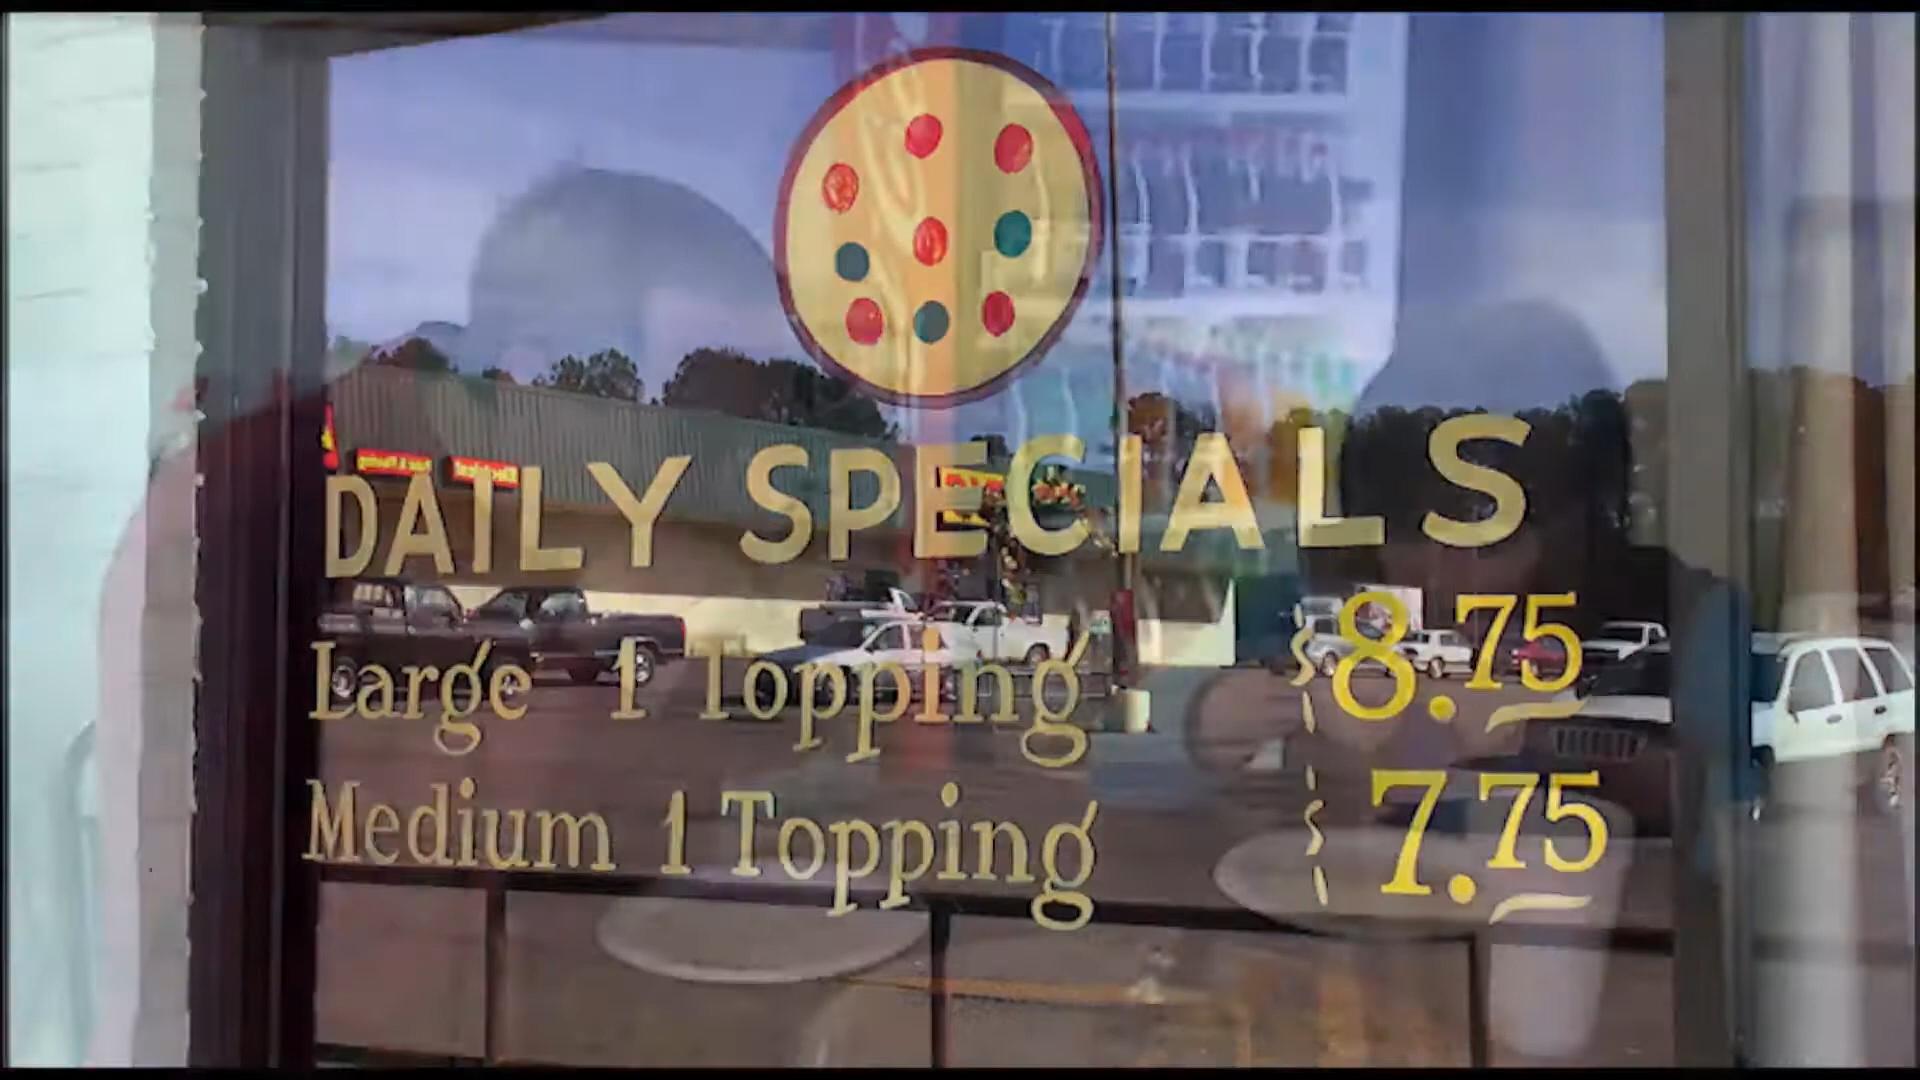 DAILY SPECIALS
Large 1 Topping $8.75
Medium 1 Topping $7.75